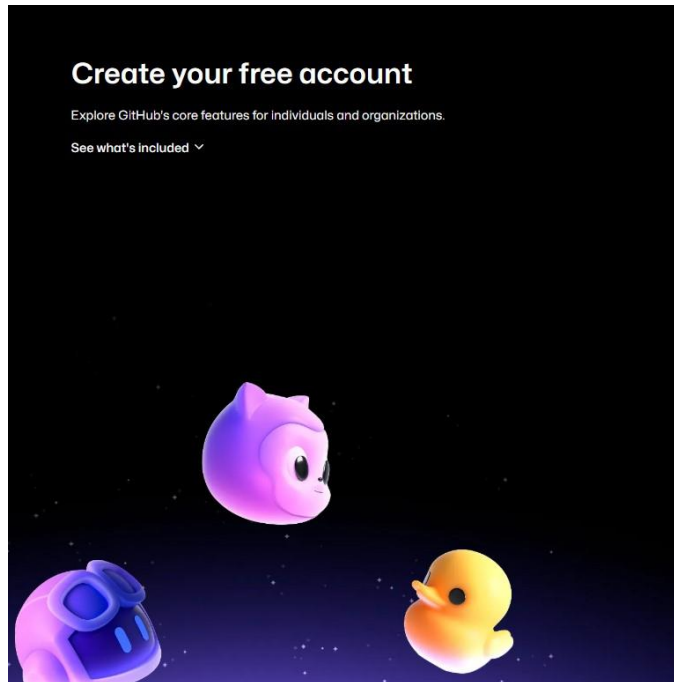 Create your free account
Explore GitHub's core features for individuals and organizations.
See what's included